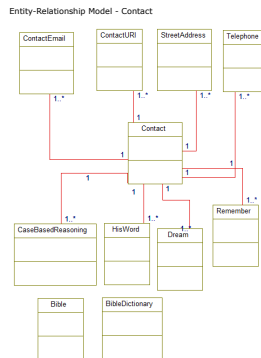 Entity-Relationship Model - Contact
ContactEmail
ContactURI
StreetAddress
Telephone
1..*
1..*
1..*
1..*
1
Contact
1
1
1
1
1
1
1
1..*
1..*
1..*
1..*
CaseBasedReasoning
HisWord
Dream
Remember
Bible
BibleDictionary